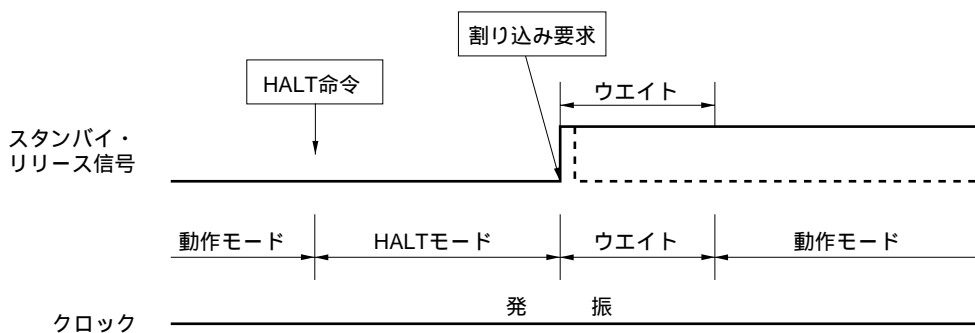 割り込み要求
HALT命令
ウエイト
スタンバイ・
リリース信号
動作モード
HALTモード
ウエイト
動作モード
発 振
クロック